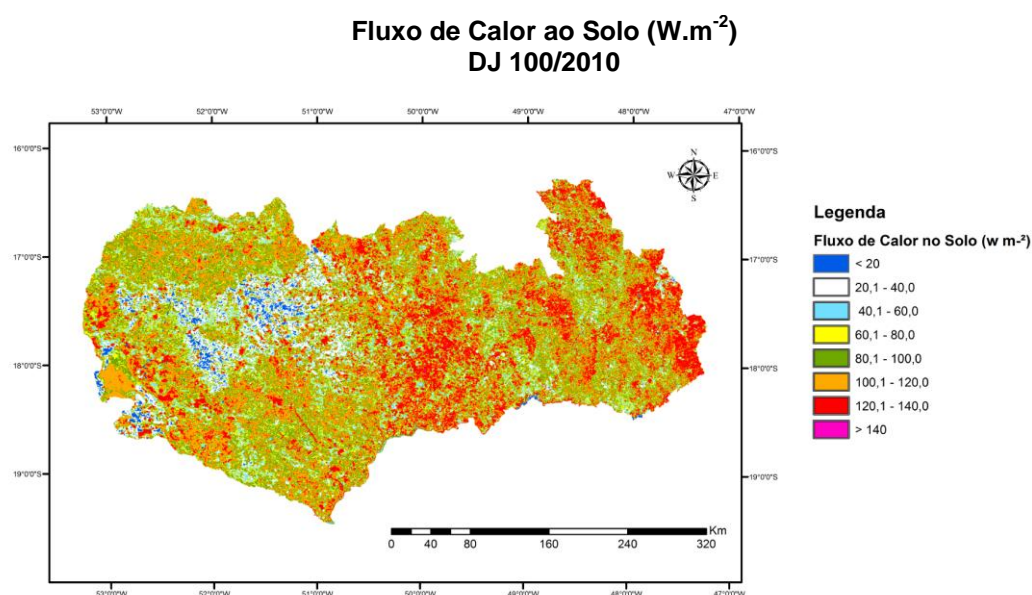 Fluxo de Calor ao Solo (W.m-2)
DJ 100/2010
53°0'0"W 52°0'0"W 51°0'0"W 50°0'0"W 49°0'0"W 48°0'0"W 47°0'0"W
16°0'0"S 16°0'0"S
N
W E
S
17°0'0"S 17°0'0"S
18°0'0"S 18°0'0"S
19°0'0"S 19°0'0"S
Legenda
Fluxo de Calor no Solo (w m-²)
< 20
20,1 - 40,0
40,1 - 60,0
60,1 - 80,0
80,1 - 100,0
100,1 - 120,0
120,1 - 140,0
> 140
Km
0 40 80 160 240 320
53°0'0"W 52°0'0"W 51°0'0"W 50°0'0"W 49°0'0"W 48°0'0"W 47°0'0"W